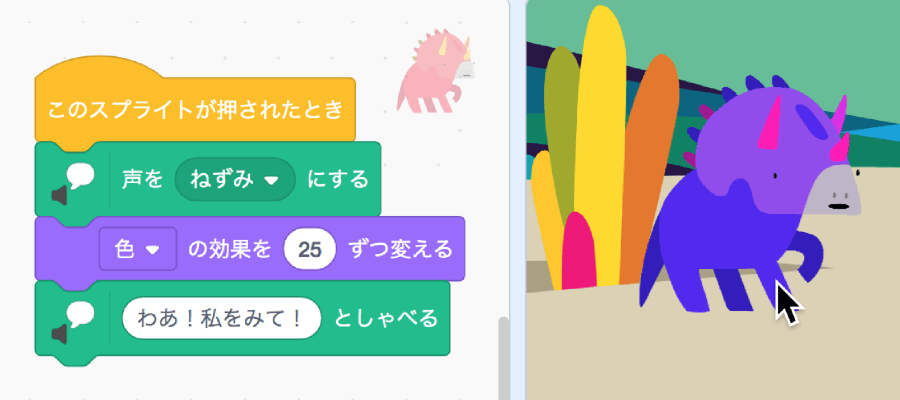 このスプライトが押されたとき
声を ねずみ にする
色 の効果を 25 ずつ変える
わあ！私をみて！ としゃべる